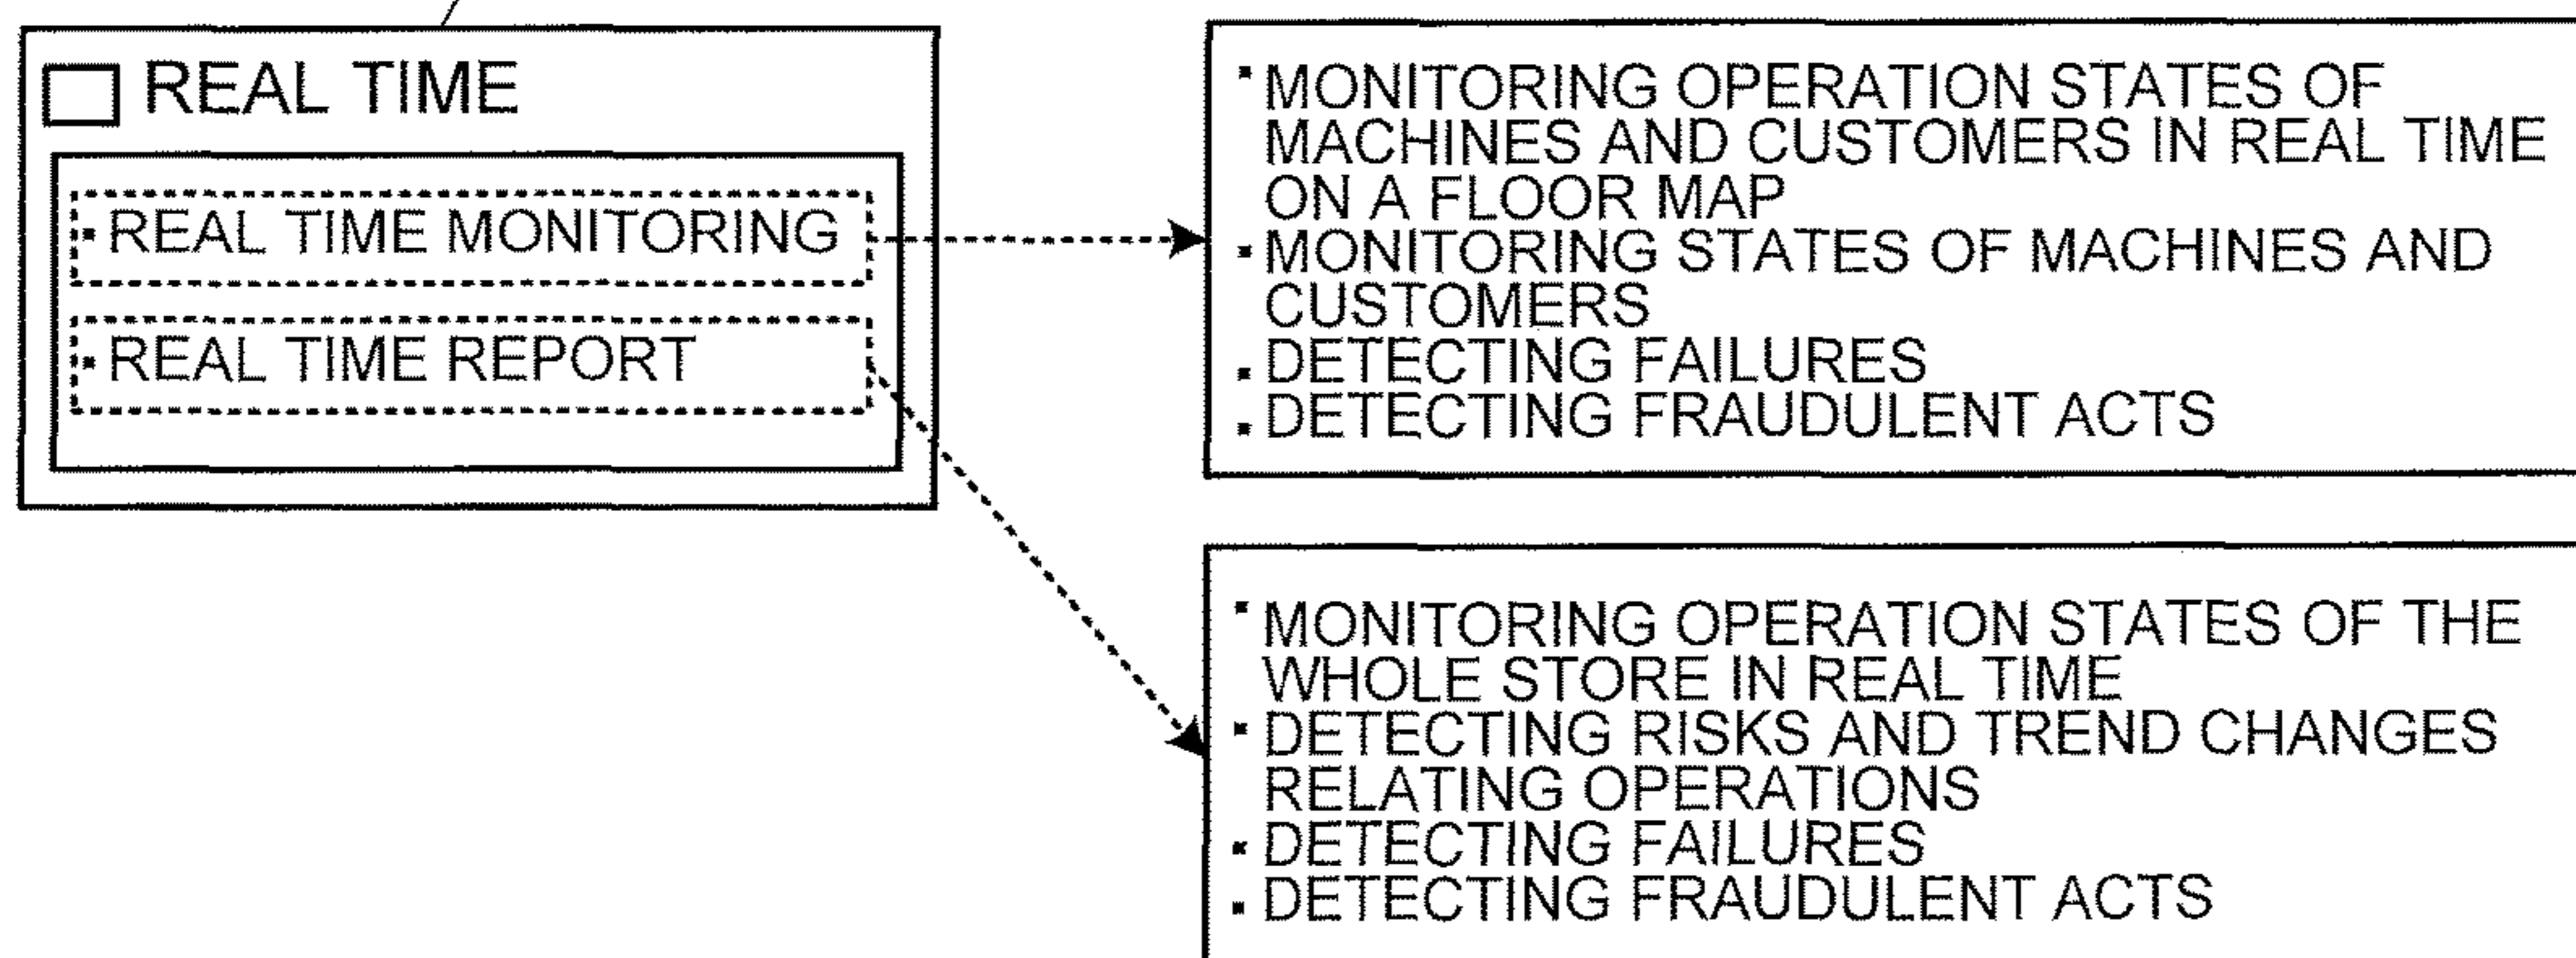 REAL TIME
· REAL TIME MONITORING
· REAL TIME REPORT
· MONITORING OPERATION STATES OF
MACHINES AND CUSTOMERS IN REAL TIME
ON A FLOOR MAP
· MONITORING STATES OF MACHINES AND
CUSTOMERS
· DETECTING FAILURES
· DETECTING FRAUDULENT ACTS
· MONITORING OPERATION STATES OF THE
WHOLE STORE IN REAL TIME
· DETECTING RISKS AND TREND CHANGES
RELATING OPERATIONS
· DETECTING FAILURES
· DETECTING FRAUDULENT ACTS